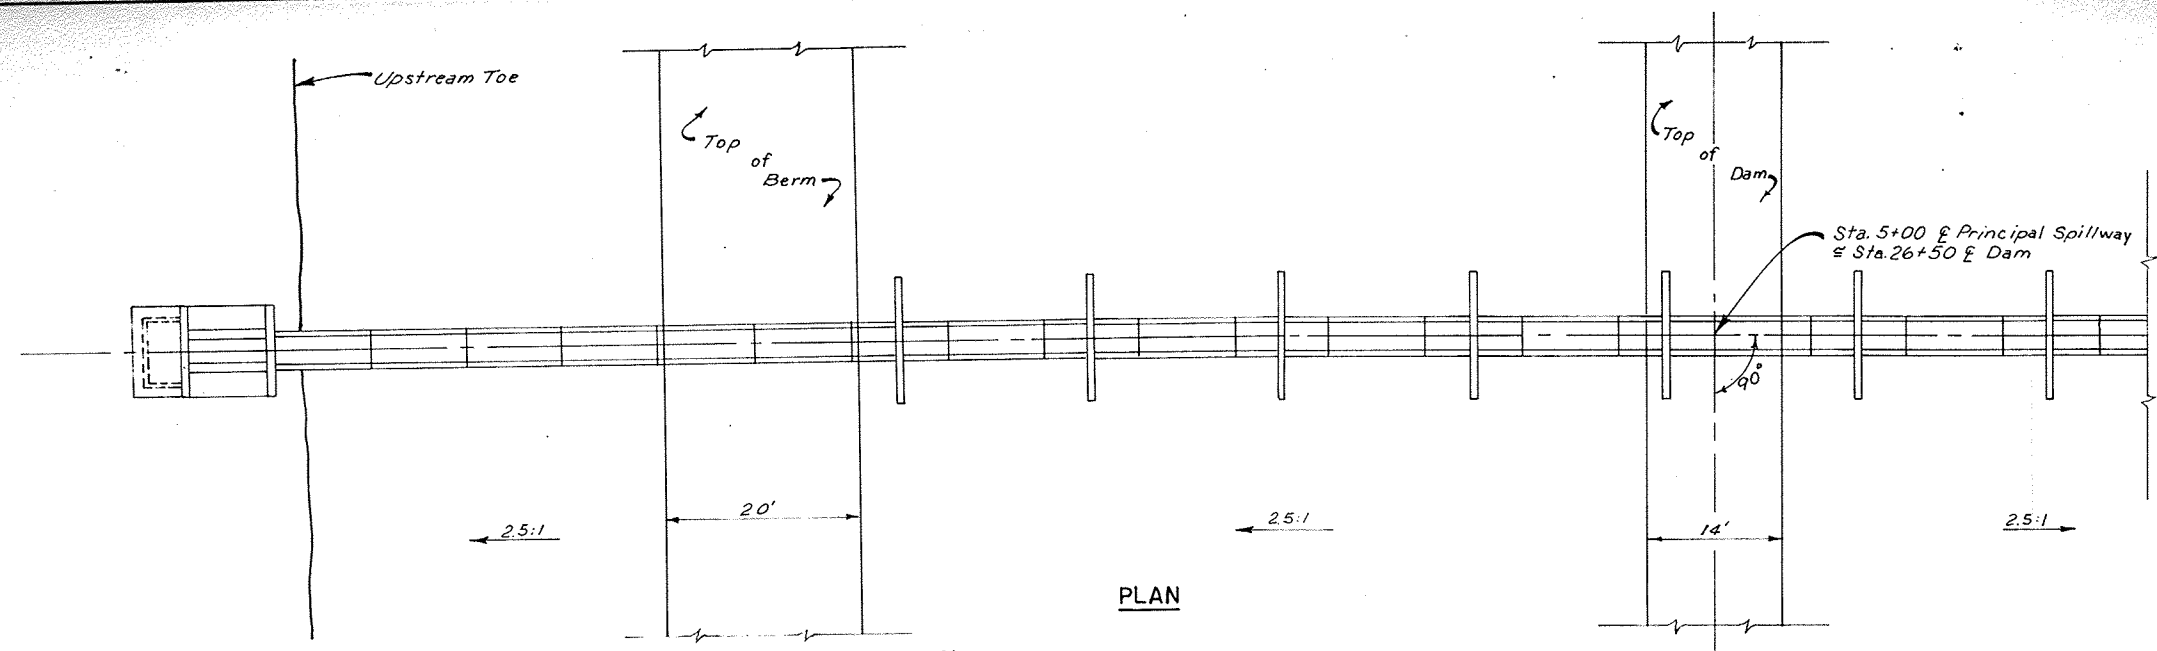 Upstream Toe
Top
of
Berm
Top
of
Dam
Sta. 5+00 ℄ Principal Spillway
≅ Sta. 26+50 ℄ Dam
90°
2.5:1
20'
2.5:1
14'
2.5:1
PLAN